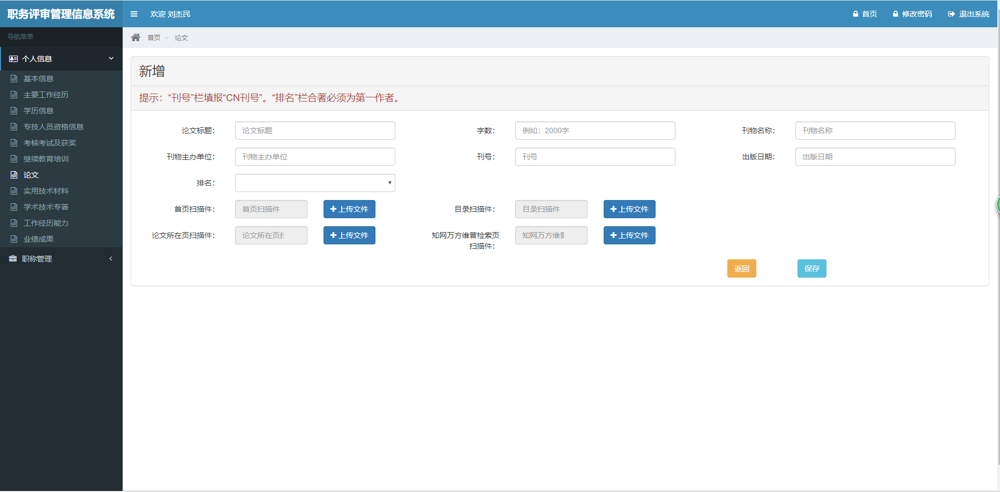 职务评审管理信息系统
欢迎 刘杰民
首页
修改密码
退出系统
导航菜单
首页 > 论文
个人信息
基本信息
主要工作经历
学历信息
专技人员资格信息
考核考试及获奖
继续教育培训
论文
实用技术材料
学术技术专著
工作经历能力
业绩成果
职称管理
新增
提示：“刊号”栏填报“CN刊号”。“排名”栏合著必须为第一作者。
论文标题： 论文标题 字数： 例如：2000字 刊物名称： 刊物名称
刊物主办单位： 刊物主办单位 刊号： 刊号 出版日期： 出版日期
排名：
首页扫描件： 首页扫描件 上传文件 目录扫描件： 目录扫描件 上传文件
论文所在页扫描件： 论文所在页 上传文件 知网万方维普检索页
扫描件： 知网万方维 上传文件
返回 保存